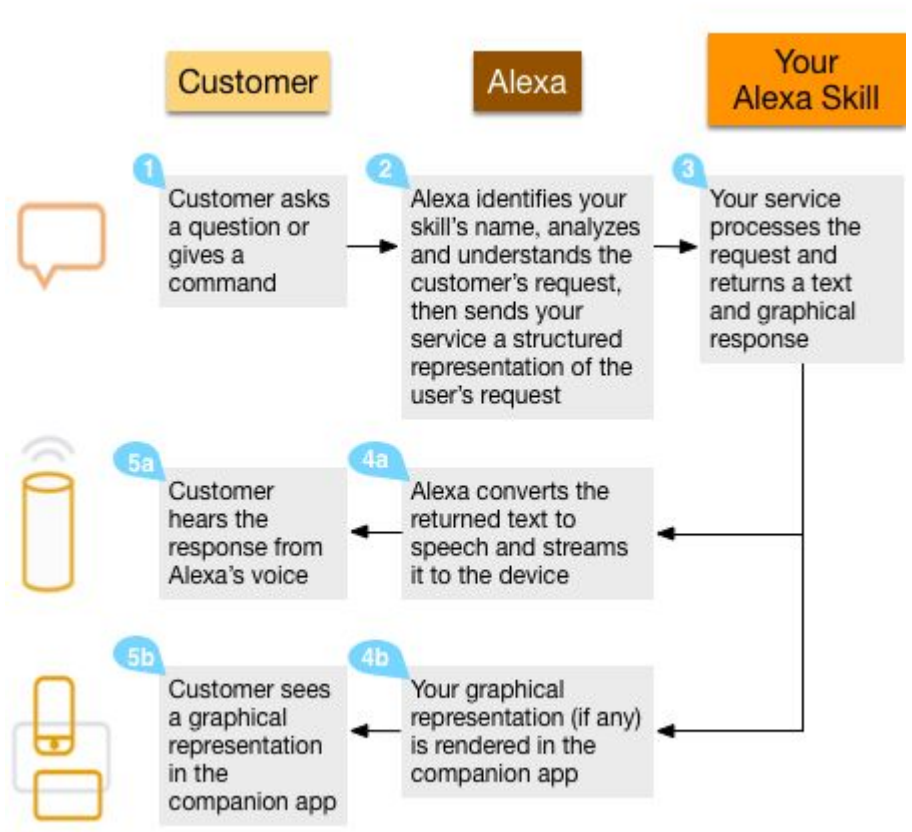 Customer
Alexa
Your
Alexa Skill
1
Customer asks
a question or
gives a
command
2
Alexa identifies your
skill's name, analyzes
and understands the
customer's request,
then sends your
service a structured
representation of the
user's request
3
Your service
processes the
request and
returns a text
and graphical
response
5a
Customer
hears the
response from
Alexa's voice
4a
Alexa converts the
returned text to
speech and streams
it to the device
5b
Customer sees
a graphical
representation
in the
companion app
4b
Your graphical
representation (if any)
is rendered in the
companion app